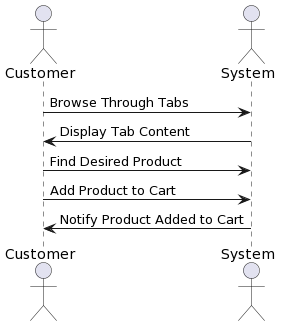 Customer System
Browse Through Tabs
Display Tab Content
Find Desired Product
Add Product to Cart
Notify Product Added to Cart
Customer System